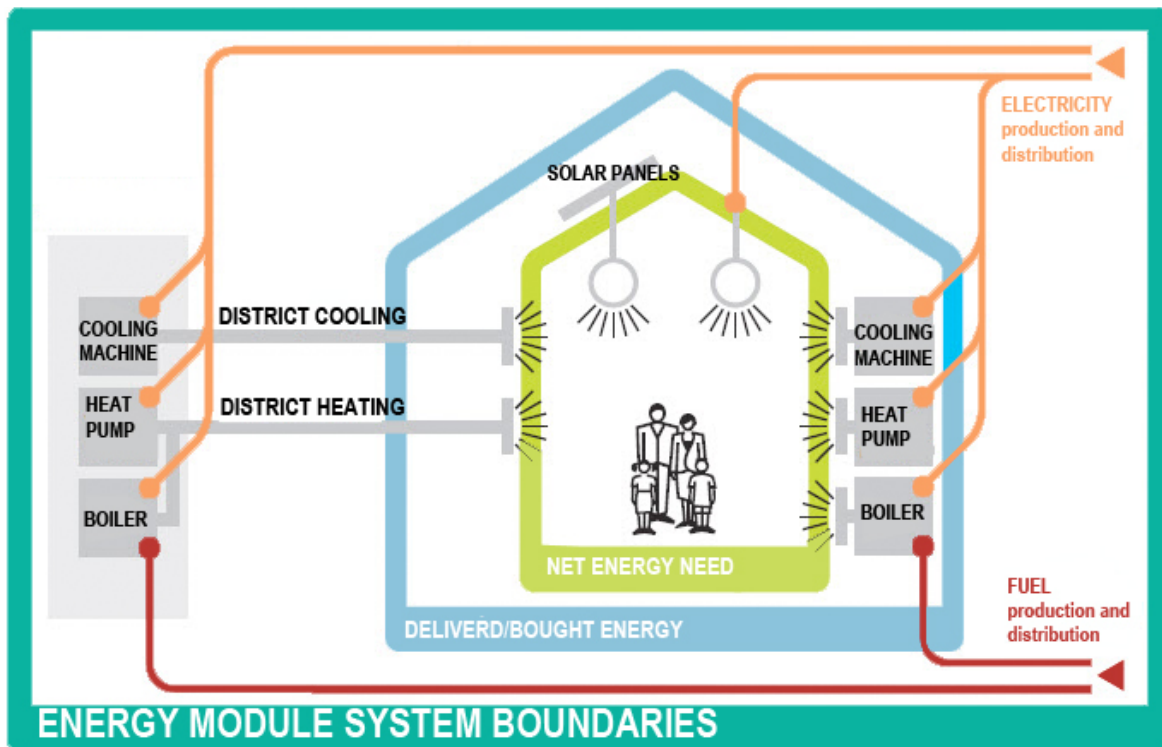 ELECTRICITY
production and
distribution
SOLAR PANELS
COOLING
MACHINE
DISTRICT COOLING
COOLING
MACHINE
HEAT
PUMP
DISTRICT HEATING
HEAT
PUMP
BOILER
BOILER
NET ENERGY NEED
FUEL
production and
distribution
DELIVERD/BOUGHT ENERGY
ENERGY MODULE SYSTEM BOUNDARIES